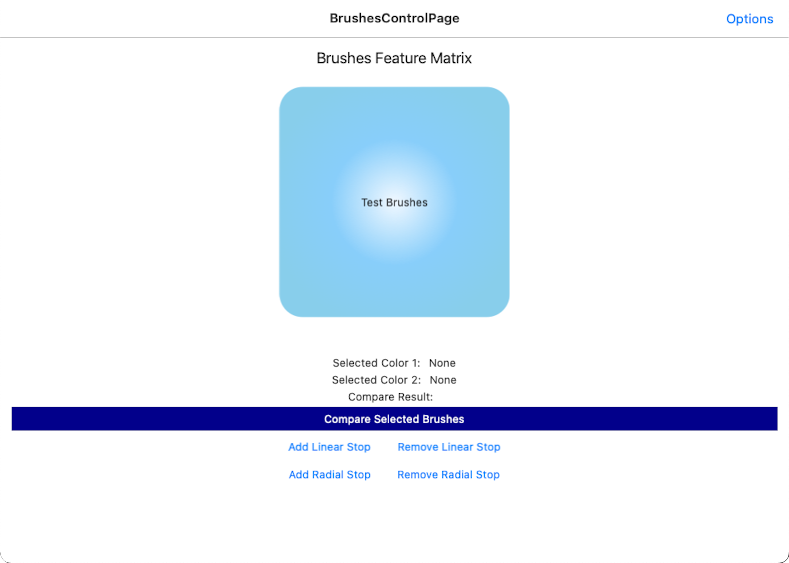 BrushesControlPage
Options
Brushes Feature Matrix
Test Brushes
Selected Color 1: None
Selected Color 2: None
Compare Result:
Compare Selected Brushes
Add Linear Stop Remove Linear Stop
Add Radial Stop Remove Radial Stop